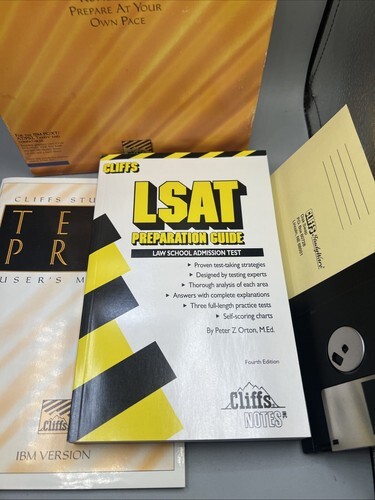 PREPARE AT YOUR
OWN PACE
CLIFFS
LSAT
PREPARATION GUIDE
LAW SCHOOL ADMISSION TEST
▸ Proven test-taking strategies
▸ Designed by testing experts
▸ Thorough analysis of each area
▸ Answers with complete explanations
▸ Three full-length practice tests
▸ Self-scoring charts
By Peter Z Orton, M.Ed.
Fourth Edition
Cliffs
NOTES
CLIFFS STU
TE
PR
USER'S M
Cliffs
IBM VERSION
StudyWare